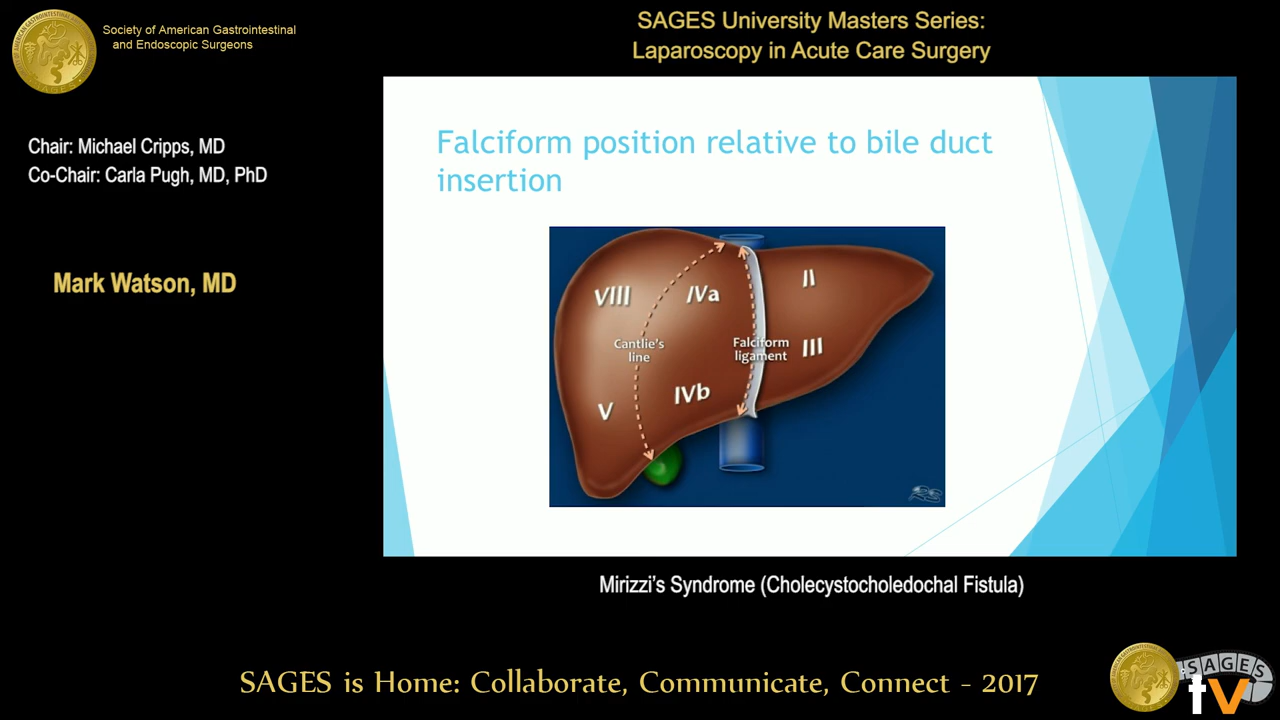 Society of American Gastrointestinal
and Endoscopic Surgeons
SAGES University Masters Series:
Laparoscopy in Acute Care Surgery
Chair: Michael Cripps, MD
Co-Chair: Carla Pugh, MD, PhD
Mark Watson, MD
Falciform position relative to bile duct
insertion
VIII
IVa
II
Cantlie's
line
Falciform
ligament
III
V
IVb
Mirizzi's Syndrome (Cholecystocholedochal Fistula)
SAGES is Home: Collaborate, Communicate, Connect - 2017
SAGES
tv